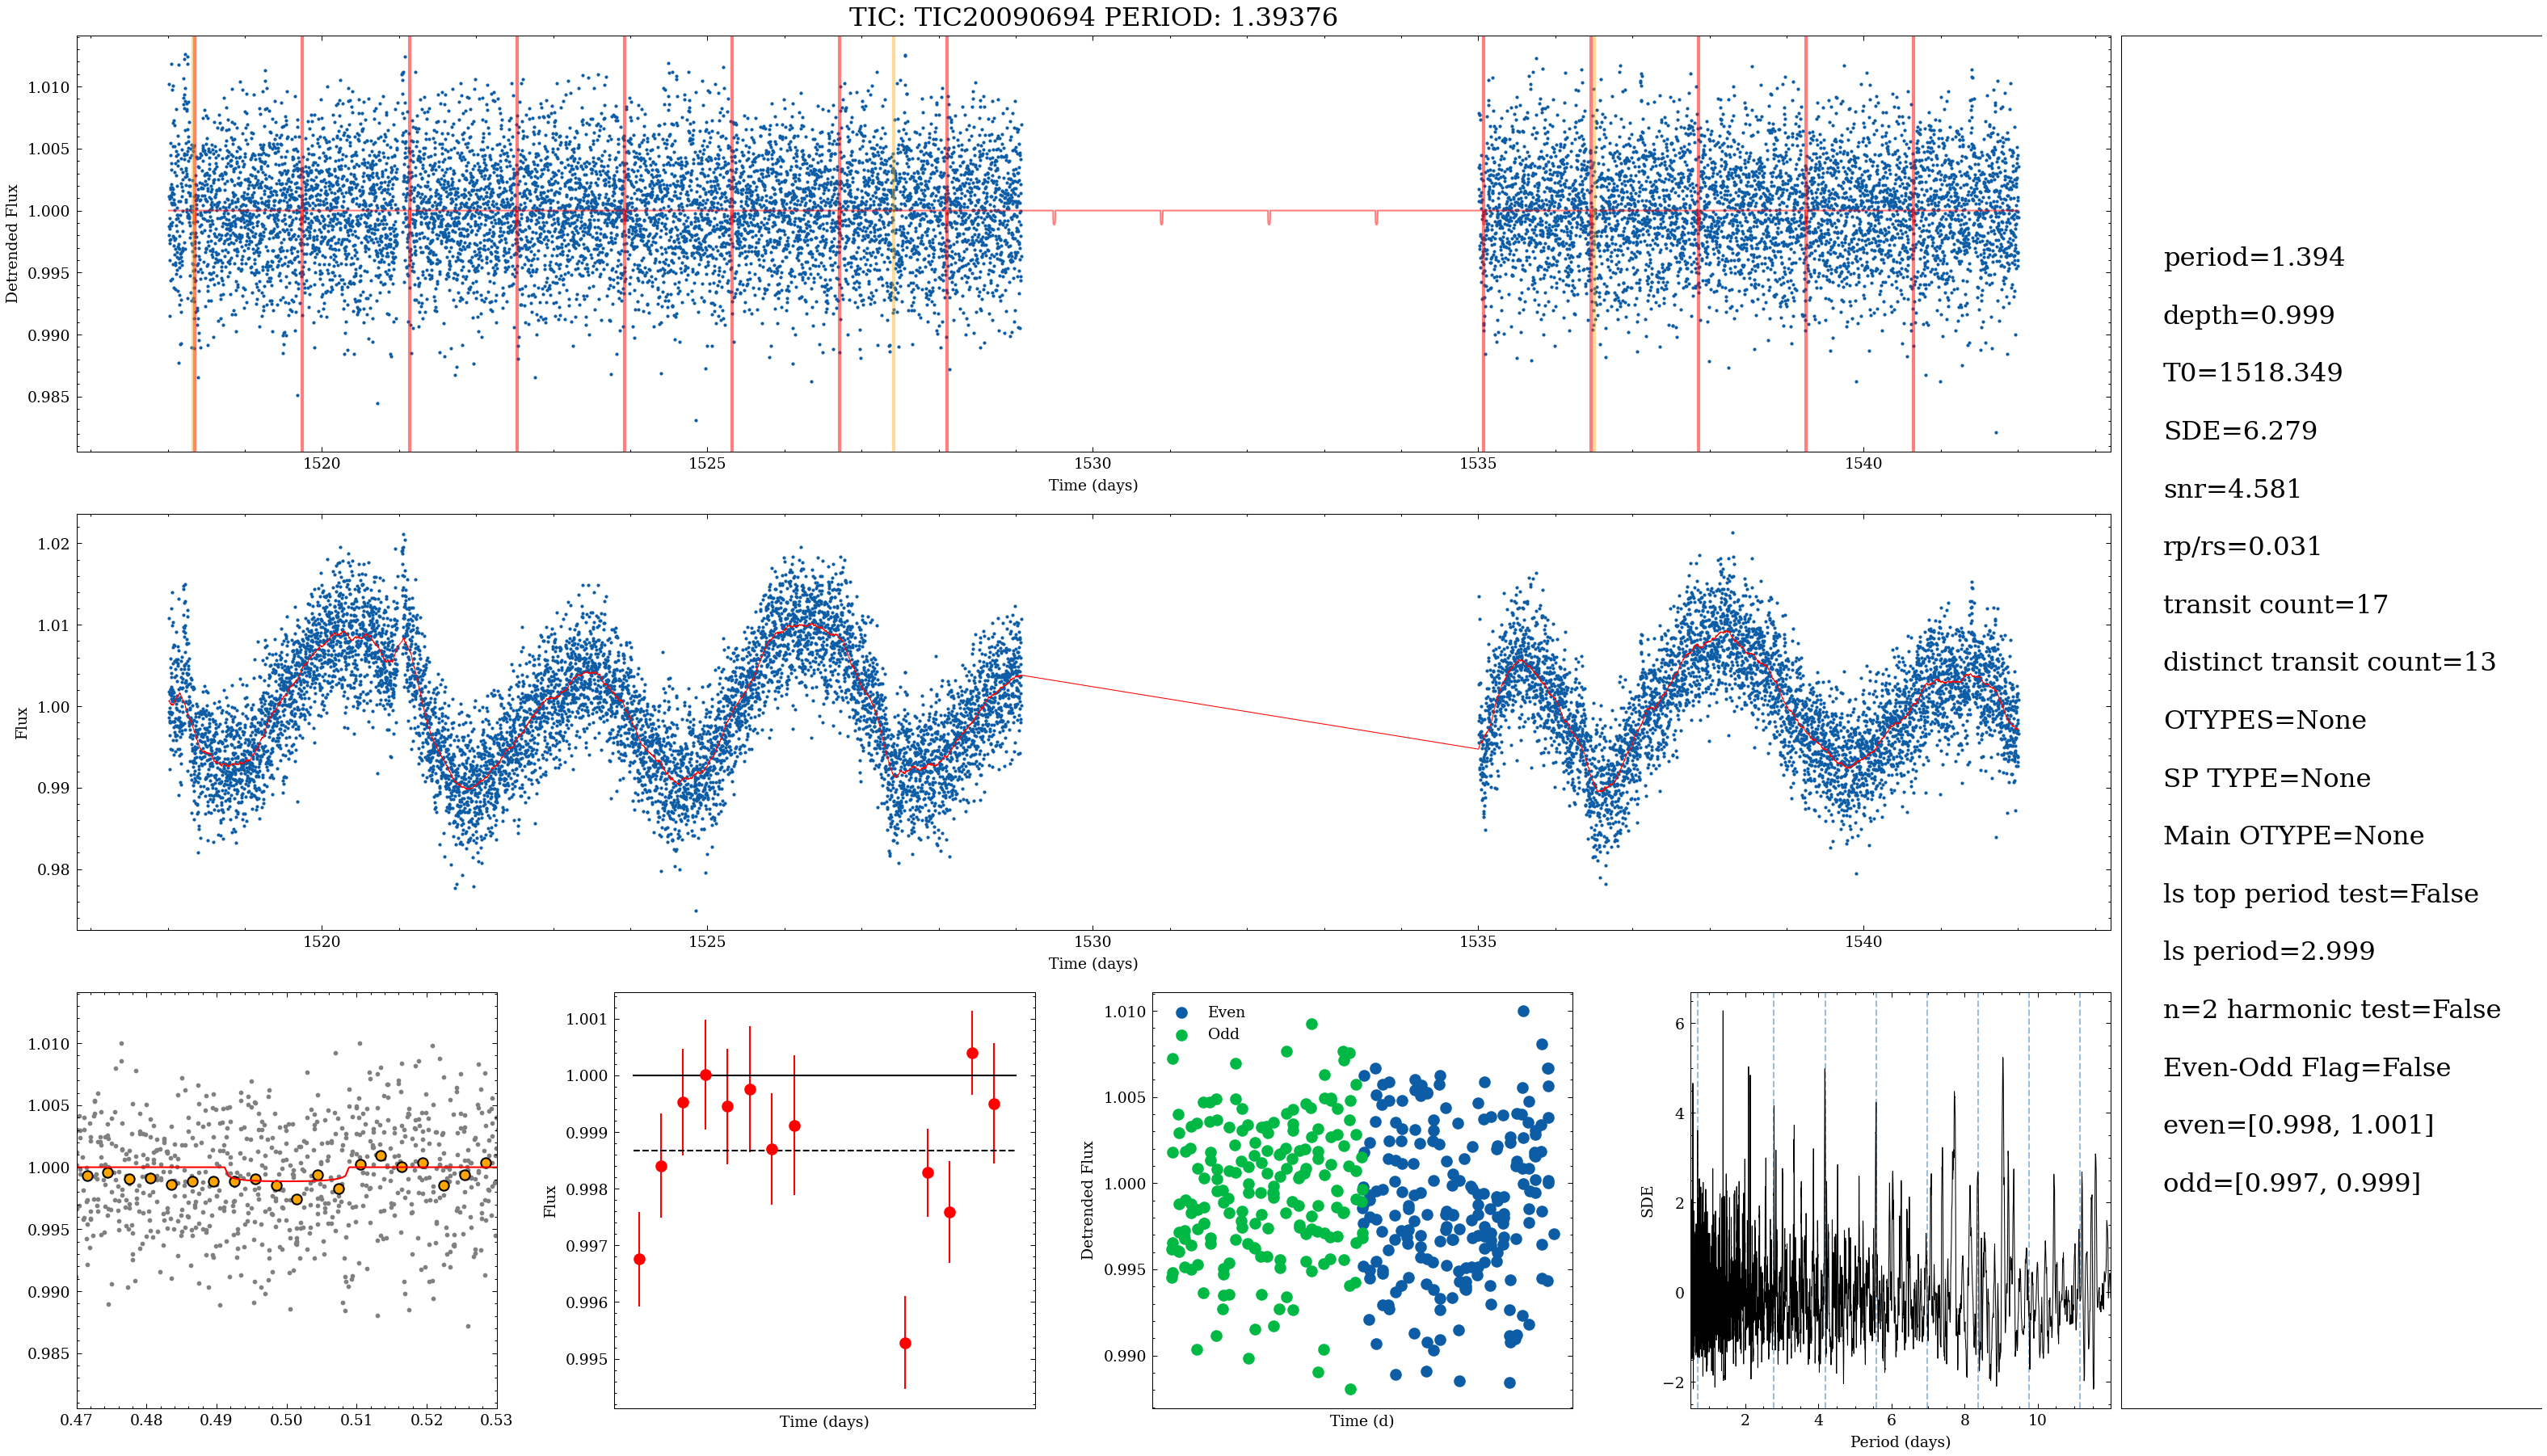 TIC: TIC20090694 PERIOD: 1.39376
1.010
1.005
1.000
0.995
0.990
0.985
Detrended Flux
1520
1525
1530
1535
1540
Time (days)
1.02
1.01
1.00
0.99
0.98
Flux
1520
1525
1530
1535
1540
Time (days)
1.010
1.005
1.000
0.995
0.990
0.985
0.47
0.48
0.49
0.50
0.51
0.52
0.53
1.001
1.000
0.999
0.998
0.997
0.996
0.995
Flux
Time (days)
Even
Odd
1.010
1.005
1.000
0.995
0.990
Detrended Flux
Time (d)
6
4
2
0
−2
SDE
2
4
6
8
10
Period (days)
period=1.394
depth=0.999
T0=1518.349
SDE=6.279
snr=4.581
rp/rs=0.031
transit count=17
distinct transit count=13
OTYPES=None
SP TYPE=None
Main OTYPE=None
ls top period test=False
ls period=2.999
n=2 harmonic test=False
Even-Odd Flag=False
even=[0.998, 1.001]
odd=[0.997, 0.999]